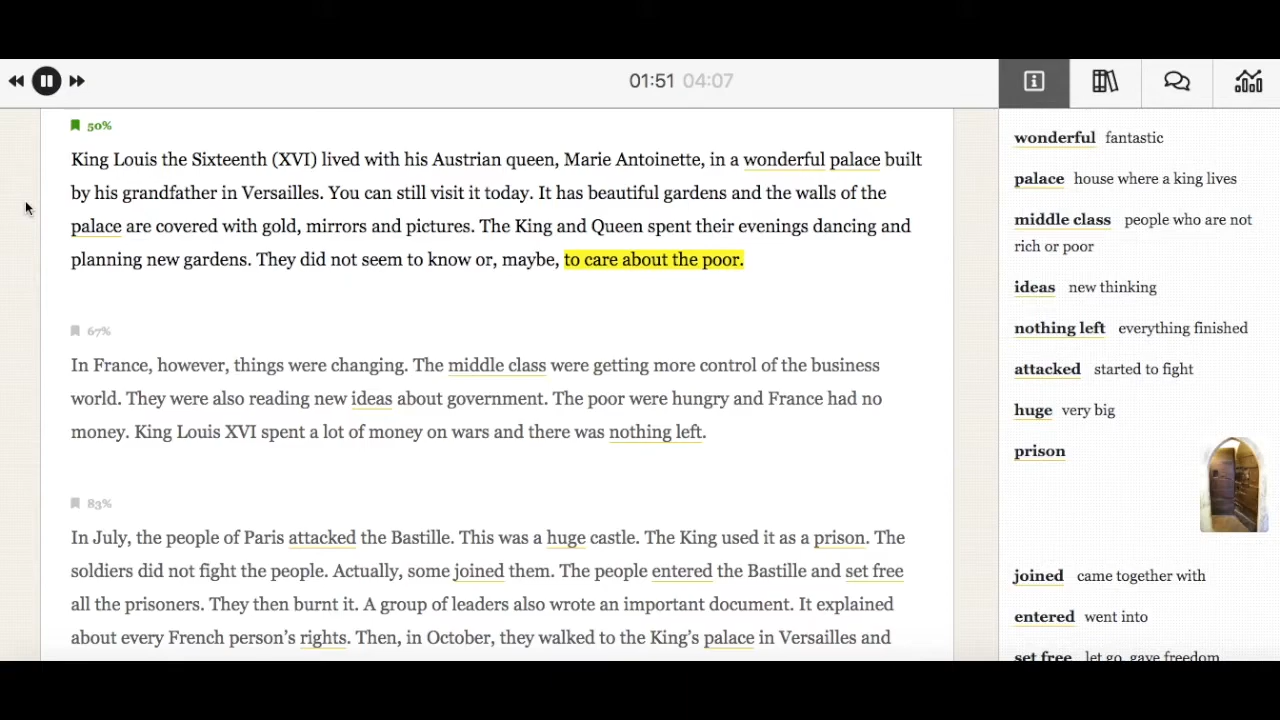 01:51 04:07
50%
King Louis the Sixteenth (XVI) lived with his Austrian queen, Marie Antoinette, in a wonderful palace built
by his grandfather in Versailles. You can still visit it today. It has beautiful gardens and the walls of the
palace are covered with gold, mirrors and pictures. The King and Queen spent their evenings dancing and
planning new gardens. They did not seem to know or, maybe, to care about the poor.
67%
In France, however, things were changing. The middle class were getting more control of the business
world. They were also reading new ideas about government. The poor were hungry and France had no
money. King Louis XVI spent a lot of money on wars and there was nothing left.
83%
In July, the people of Paris attacked the Bastille. This was a huge castle. The King used it as a prison. The
soldiers did not fight the people. Actually, some joined them. The people entered the Bastille and set free
all the prisoners. They then burnt it. A group of leaders also wrote an important document. It explained
about every French person's rights. Then, in October, they walked to the King's palace in Versailles and
wonderful fantastic
palace house where a king lives
middle class people who are not
rich or poor
ideas new thinking
nothing left everything finished
attacked started to fight
huge very big
prison
joined came together with
entered went into
set free let go, gave freedom